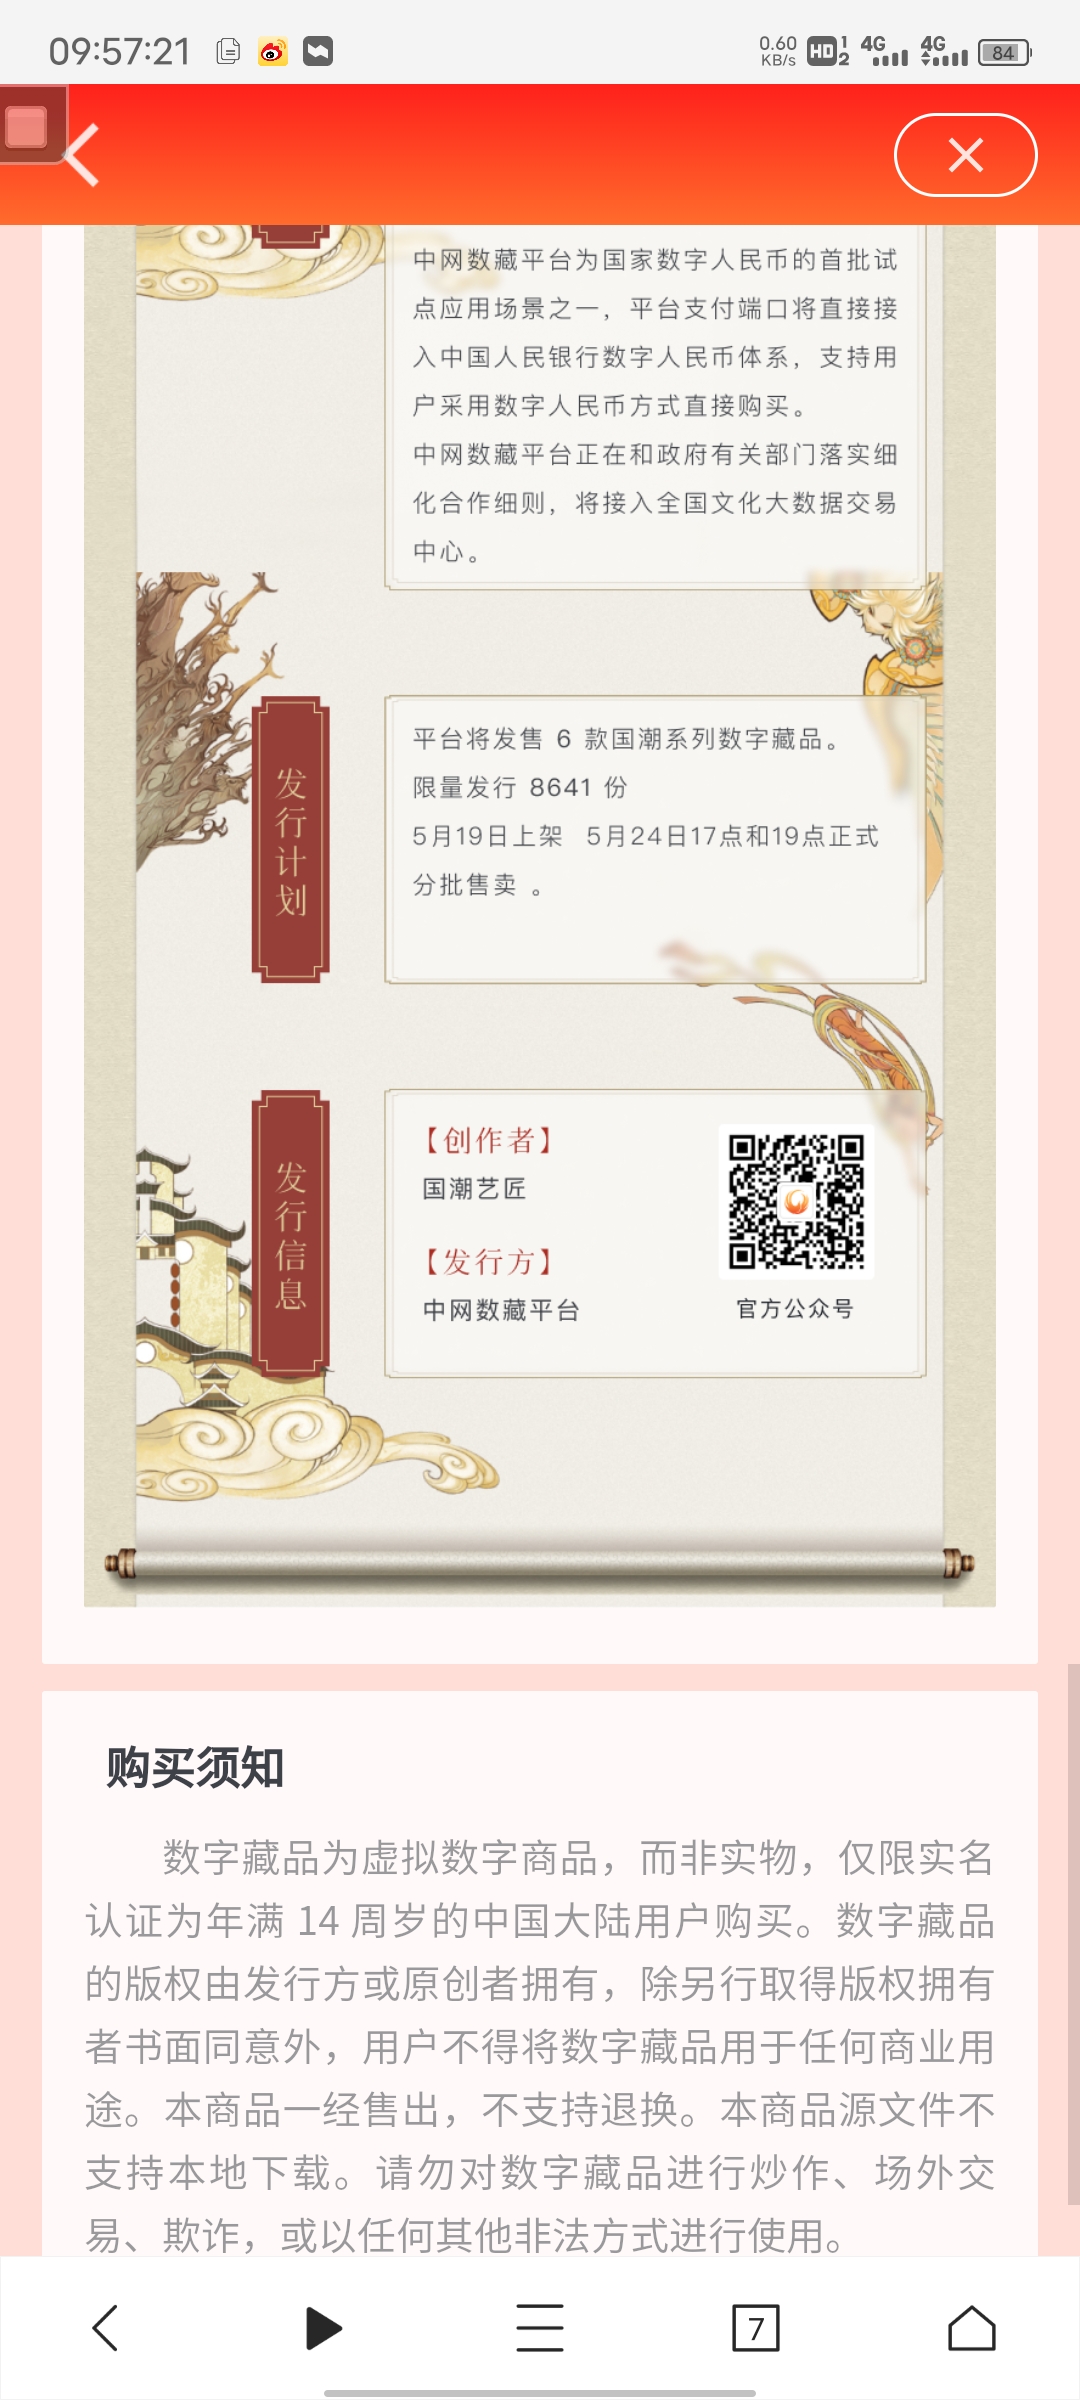 09:57:21
0.60
KB/s
HD 1 2
4G
4G
84
中网数藏平台为国家数字人民币的首批试
点应用场景之一，平台支付端口将直接接
入中国人民银行数字人民币体系，支持用
户采用数字人民币方式直接购买。
中网数藏平台正在和政府有关部门落实细
化合作细则，将接入全国文化大数据交易
中心。
发行计划
平台将发售 6 款国潮系列数字藏品。
限量发行 8641 份
5月19日上架 5月24日17点和19点正式
分批售卖 。
发行信息
【创作者】
国潮艺匠
【发行方】
中网数藏平台
官方公众号
购买须知
数字藏品为虚拟数字商品，而非实物，仅限实名
认证为年满 14 周岁的中国大陆用户购买。数字藏品
的版权由发行方或原创者拥有，除另行取得版权拥有
者书面同意外，用户不得将数字藏品用于任何商业用
途。本商品一经售出，不支持退换。本商品源文件不
支持本地下载。请勿对数字藏品进行炒作、场外交
易、欺诈，或以任何其他非法方式进行使用。
7